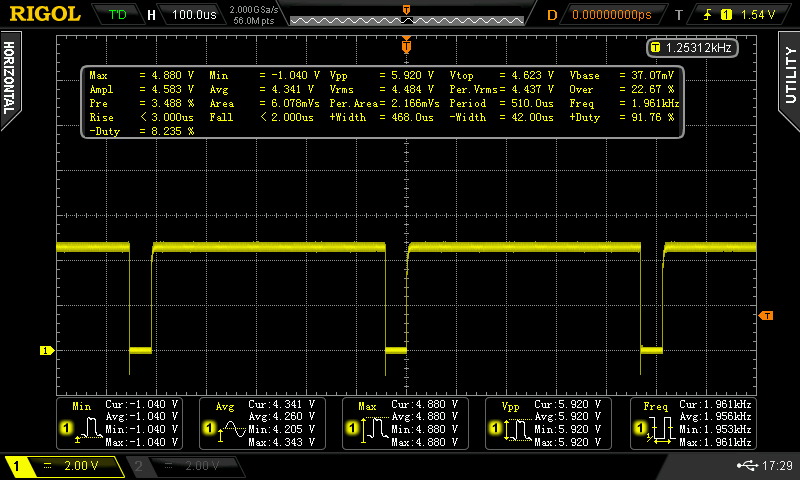 RIGOL T'D H 100.0us 2.000GSa/s 56.0M pts D 0.00000000ps T 1 1.54 V
HORIZONTAL
UTILITY
T
T 1.25312kHz
Max = 4.880 V Min = -1.040 V Vpp = 5.920 V Vtop = 4.623 V Vbase = 37.07mV
Ampl = 4.583 V Avg = 4.341 V Vrms = 4.484 V Per.Vrms= 4.437 V Over = 22.67 %
Pre = 3.488 % Area = 6.078mVs Per.Area= 2.166mVs Period = 510.0us Freq = 1.961kHz
Rise < 3.000us Fall < 2.000us +Width = 468.0us -Width = 42.00us +Duty = 91.76 %
-Duty = 8.235 %
T
1
Min Cur:-1.040 V
Avg:-1.040 V
1 Min:-1.040 V
Max:-1.040 V
Avg Cur:4.341 V
Avg:4.260 V
1 Min:4.205 V
Max:4.343 V
Max Cur:4.880 V
Avg:4.880 V
1 Min:4.880 V
Max:4.880 V
Vpp Cur:5.920 V
Avg:5.920 V
1 Min:5.920 V
Max:5.920 V
Freq Cur:1.961kHz
Avg:1.956kHz
1 Min:1.953kHz
Max:1.961kHz
1 = 2.00 V 2 = 2.00 V 17:29